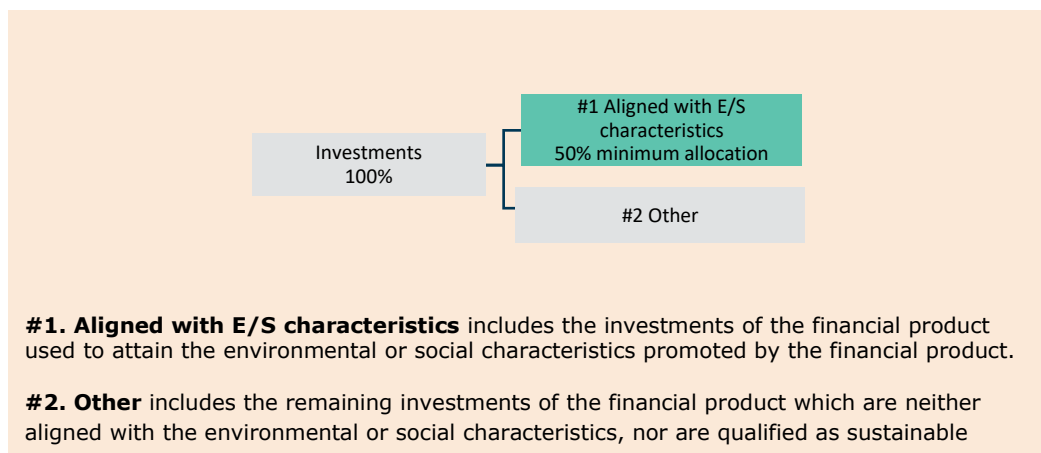 #1 Aligned with E/S
characteristics
50% minimum allocation
Investments
100%
#2 Other
#1. Aligned with E/S characteristics includes the investments of the financial product
used to attain the environmental or social characteristics promoted by the financial product.
#2. Other includes the remaining investments of the financial product which are neither
aligned with the environmental or social characteristics, nor are qualified as sustainable